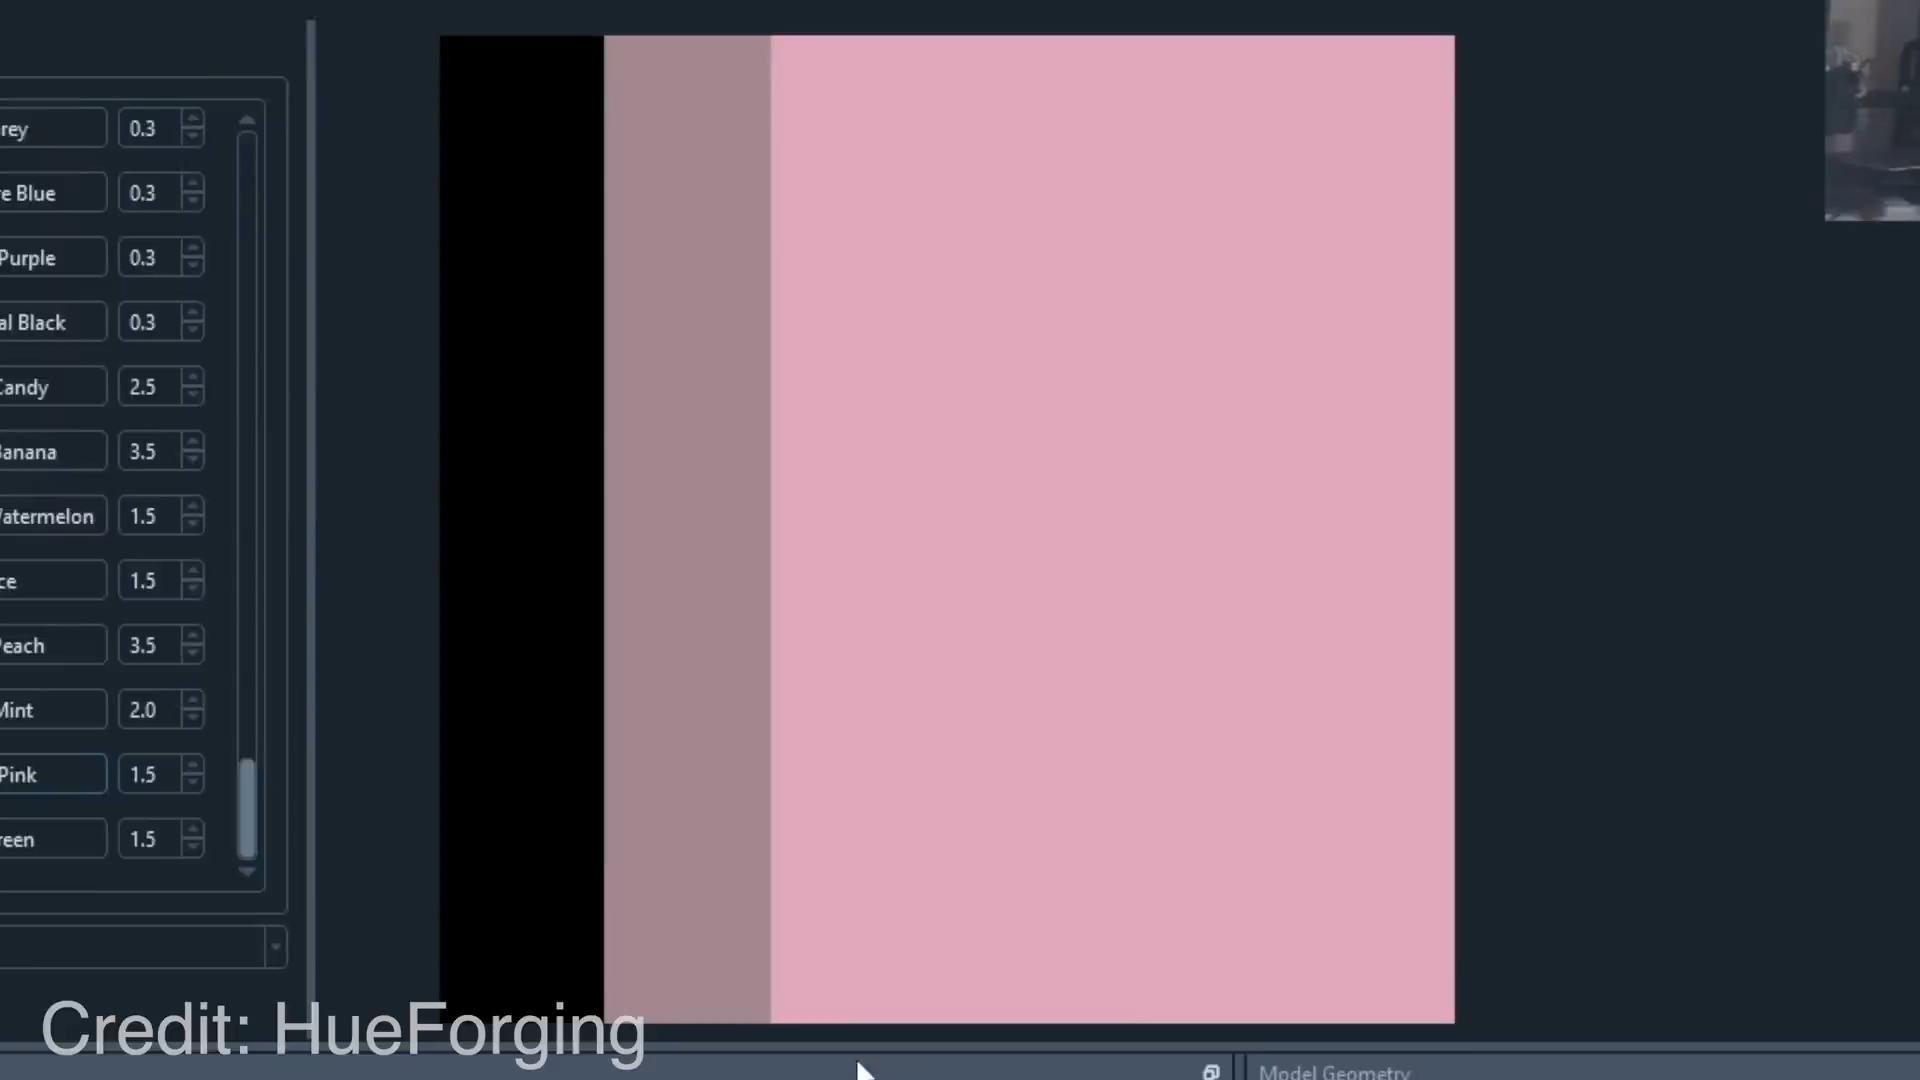 rey 0.3
e Blue 0.3
Purple 0.3
al Black 0.3
Candy 2.5
Banana 3.5
Watermelon 1.5
ce 1.5
Peach 3.5
Mint 2.0
Pink 1.5
reen 1.5
Credit: HueForging
Model Geometry